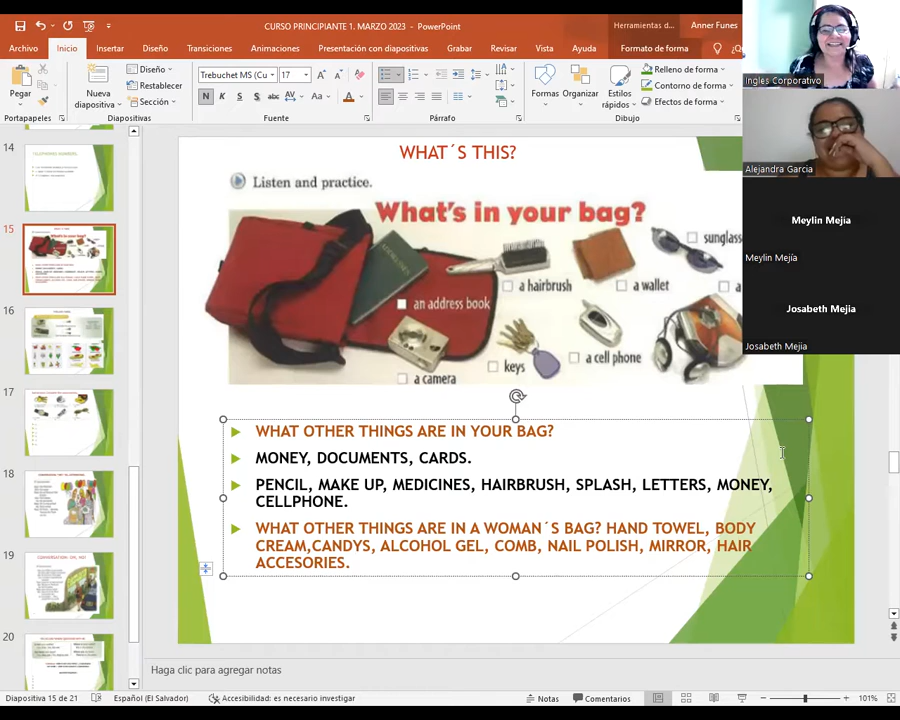 CURSO PRINCIPIANTE 1. MARZO 2023 - PowerPoint
Herramientas d...
Anner Funes
Archivo
Inicio
Insertar
Diseño
Transiciones
Animaciones
Presentación con diapositivas
Grabar
Revisar
Vista
Ayuda
Formato de forma
Pegar
Nueva
diapositiva
Diseño
Restablecer
Sección
Trebuchet MS (Cu
17
N K S S ab AV Aa A
Formas
Organizar
Estilos
rápidos
Relleno de forma
Contorno de forma
Efectos de forma
Portapapeles
Diapositivas
Fuente
Párrafo
Dibujo
Ingles Corporativo
Alejandra Garcia
Meylin Mejia
Meylin Mejía
Josabeth Mejia
Josabeth Mejia
14
15
16
17
18
19
20
WHAT´S THIS?
Listen and practice.
What's in your bag?
sunglass
a hairbrush
a wallet
a
an address book
a cell phone
keys
a camera
WHAT OTHER THINGS ARE IN YOUR BAG?
MONEY, DOCUMENTS, CARDS.
PENCIL, MAKE UP, MEDICINES, HAIRBRUSH, SPLASH, LETTERS, MONEY,
CELLPHONE.
WHAT OTHER THINGS ARE IN A WOMAN´S BAG? HAND TOWEL, BODY
CREAM,CANDYS, ALCOHOL GEL, COMB, NAIL POLISH, MIRROR, HAIR
ACCESORIES.
Haga clic para agregar notas
Diapositiva 15 de 21
Español (El Salvador)
Accesibilidad: es necesario investigar
Notas
Comentarios
101%